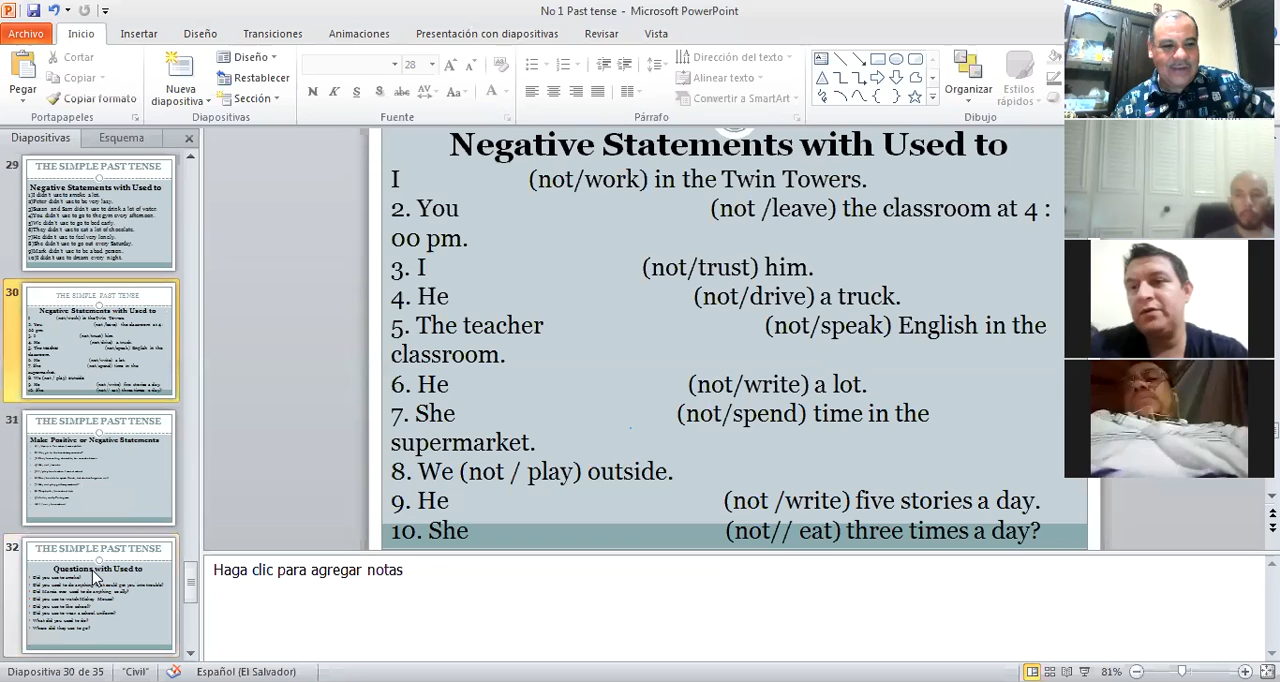 No 1 Past tense - Microsoft PowerPoint
Archivo Inicio Insertar Diseño Transiciones Animaciones Presentación con diapositivas Revisar Vista
Pegar
Cortar
Copiar
Copiar formato
Portapapeles
Nueva diapositiva
Diseño
Restablecer
Sección
Diapositivas
28
N K S S abc AV Aa A
Fuente
Párrafo
Dirección del texto
Alinear texto
Convertir a SmartArt
Organizar
Estilos rápidos
Dibujo
Diapositivas Esquema
29
THE SIMPLE PAST TENSE
Negative Statements with Used to
30
THE SIMPLE PAST TENSE
Negative Statements with Used to
31
THE SIMPLE PAST TENSE
Make Positive or Negative Statements
32
THE SIMPLE PAST TENSE
Questions with Used to
Negative Statements with Used to
I (not/work) in the Twin Towers.
2. You (not /leave) the classroom at 4 :
00 pm.
3. I (not/trust) him.
4. He (not/drive) a truck.
5. The teacher (not/speak) English in the
classroom.
6. He (not/write) a lot.
7. She (not/spend) time in the
supermarket.
8. We (not / play) outside.
9. He (not /write) five stories a day.
10. She (not// eat) three times a day?
Haga clic para agregar notas
Diapositiva 30 de 35 "Civil" Español (El Salvador) 81%